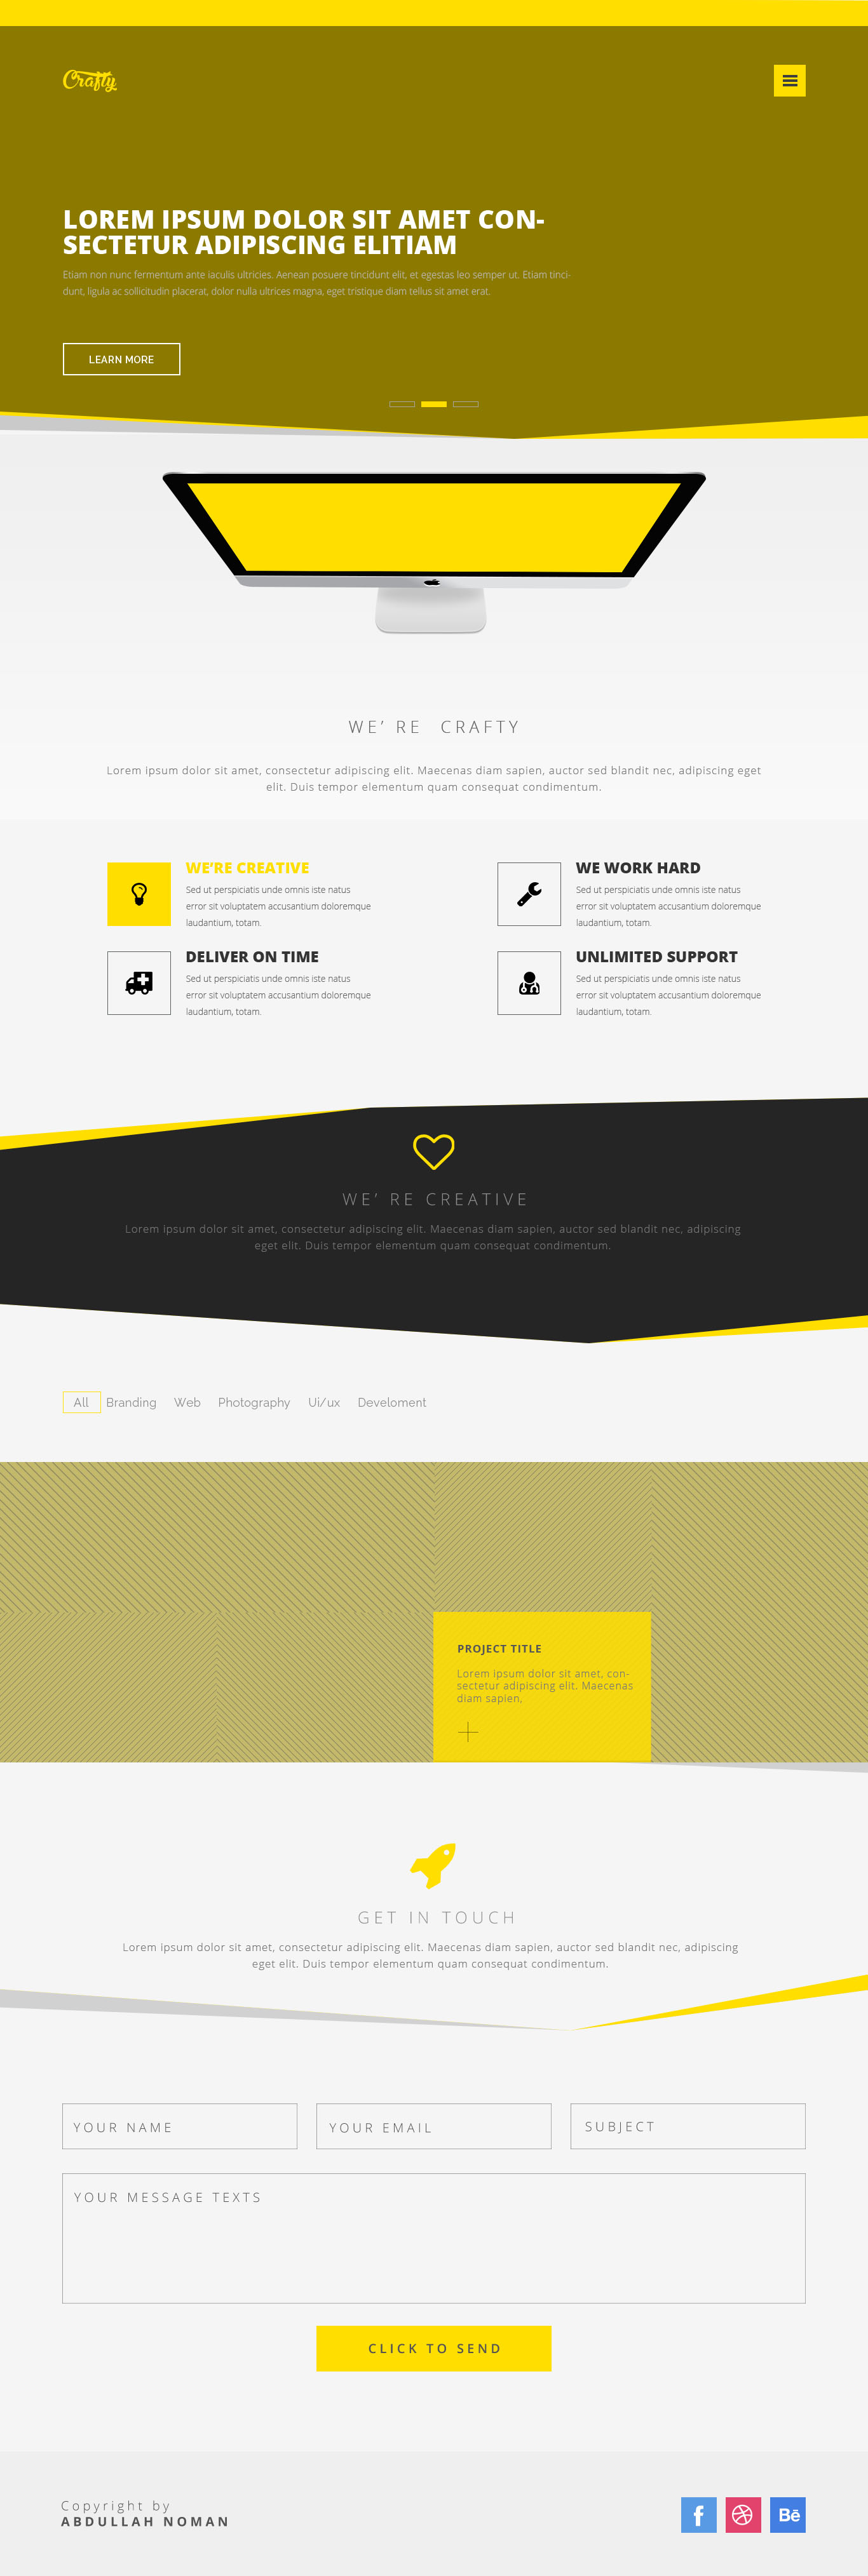 Crafty
LOREM IPSUM DOLOR SIT AMET CON-
SECTETUR ADIPISCING ELITIAM
Etiam non nunc fermentum ante iaculis ultricies. Aenean posuere tincidunt elit, et egestas leo semper ut. Etiam tinci-
dunt, ligula ac sollicitudin placerat, dolor nulla ultrices magna, eget tristique diam tellus sit amet erat.
LEARN MORE
WE’ RE CRAFTY
Lorem ipsum dolor sit amet, consectetur adipiscing elit. Maecenas diam sapien, auctor sed blandit nec, adipiscing eget
elit. Duis tempor elementum quam consequat condimentum.
WE’RE CREATIVE
Sed ut perspiciatis unde omnis iste natus
error sit voluptatem accusantium doloremque
laudantium, totam.
WE WORK HARD
Sed ut perspiciatis unde omnis iste natus
error sit voluptatem accusantium doloremque
laudantium, totam.
DELIVER ON TIME
Sed ut perspiciatis unde omnis iste natus
error sit voluptatem accusantium doloremque
laudantium, totam.
UNLIMITED SUPPORT
Sed ut perspiciatis unde omnis iste natus
error sit voluptatem accusantium doloremque
laudantium, totam.
WE’ RE CREATIVE
Lorem ipsum dolor sit amet, consectetur adipiscing elit. Maecenas diam sapien, auctor sed blandit nec, adipiscing
eget elit. Duis tempor elementum quam consequat condimentum.
All Branding Web Photography Ui/ux Develoment
PROJECT TITLE
Lorem ipsum dolor sit amet, con-
sectetur adipiscing elit. Maecenas
diam sapien,
GET IN TOUCH
Lorem ipsum dolor sit amet, consectetur adipiscing elit. Maecenas diam sapien, auctor sed blandit nec, adipiscing
eget elit. Duis tempor elementum quam consequat condimentum.
YOUR NAME
YOUR EMAIL
SUBJECT
YOUR MESSAGE TEXTS
CLICK TO SEND
Copyright by
ABDULLAH NOMAN
f
Bē